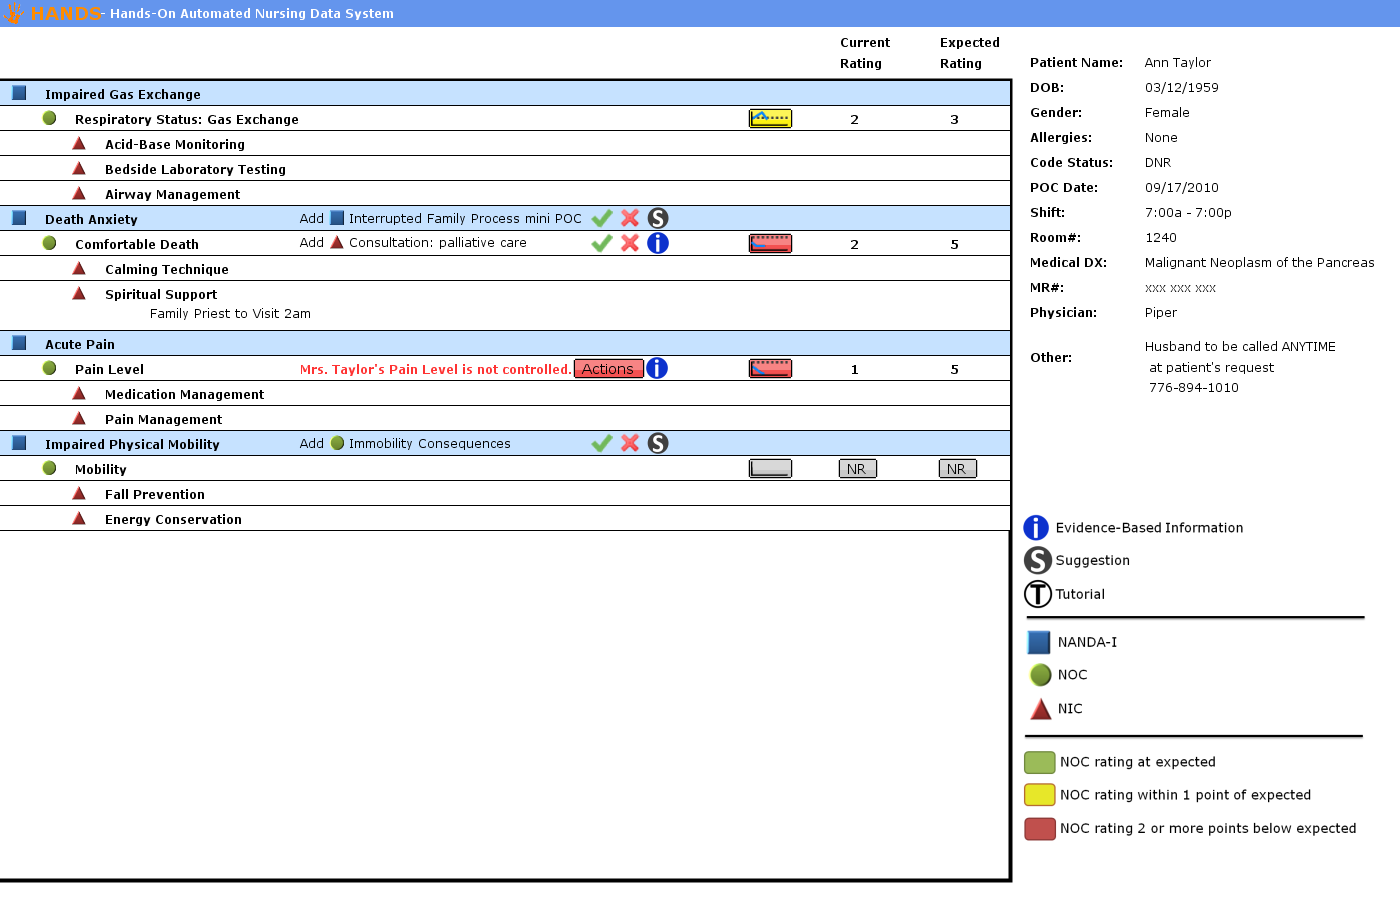 HANDS - Hands-On Automated Nursing Data System
Current Rating Expected Rating
Impaired Gas Exchange
Respiratory Status: Gas Exchange 2 3
Acid-Base Monitoring
Bedside Laboratory Testing
Airway Management
Death Anxiety Add Interrupted Family Process mini POC S
Comfortable Death Add Consultation: palliative care i 2 5
Calming Technique
Spiritual Support
Family Priest to Visit 2am
Acute Pain
Pain Level Mrs. Taylor's Pain Level is not controlled. Actions i 1 5
Medication Management
Pain Management
Impaired Physical Mobility Add Immobility Consequences S
Mobility NR NR
Fall Prevention
Energy Conservation
Patient Name: Ann Taylor
DOB: 03/12/1959
Gender: Female
Allergies: None
Code Status: DNR
POC Date: 09/17/2010
Shift: 7:00a - 7:00p
Room#: 1240
Medical DX: Malignant Neoplasm of the Pancreas
MR#: xxx xxx xxx
Physician: Piper
Other: Husband to be called ANYTIME
at patient's request
776-894-1010
i Evidence-Based Information
S Suggestion
T Tutorial
NANDA-I
NOC
NIC
NOC rating at expected
NOC rating within 1 point of expected
NOC rating 2 or more points below expected